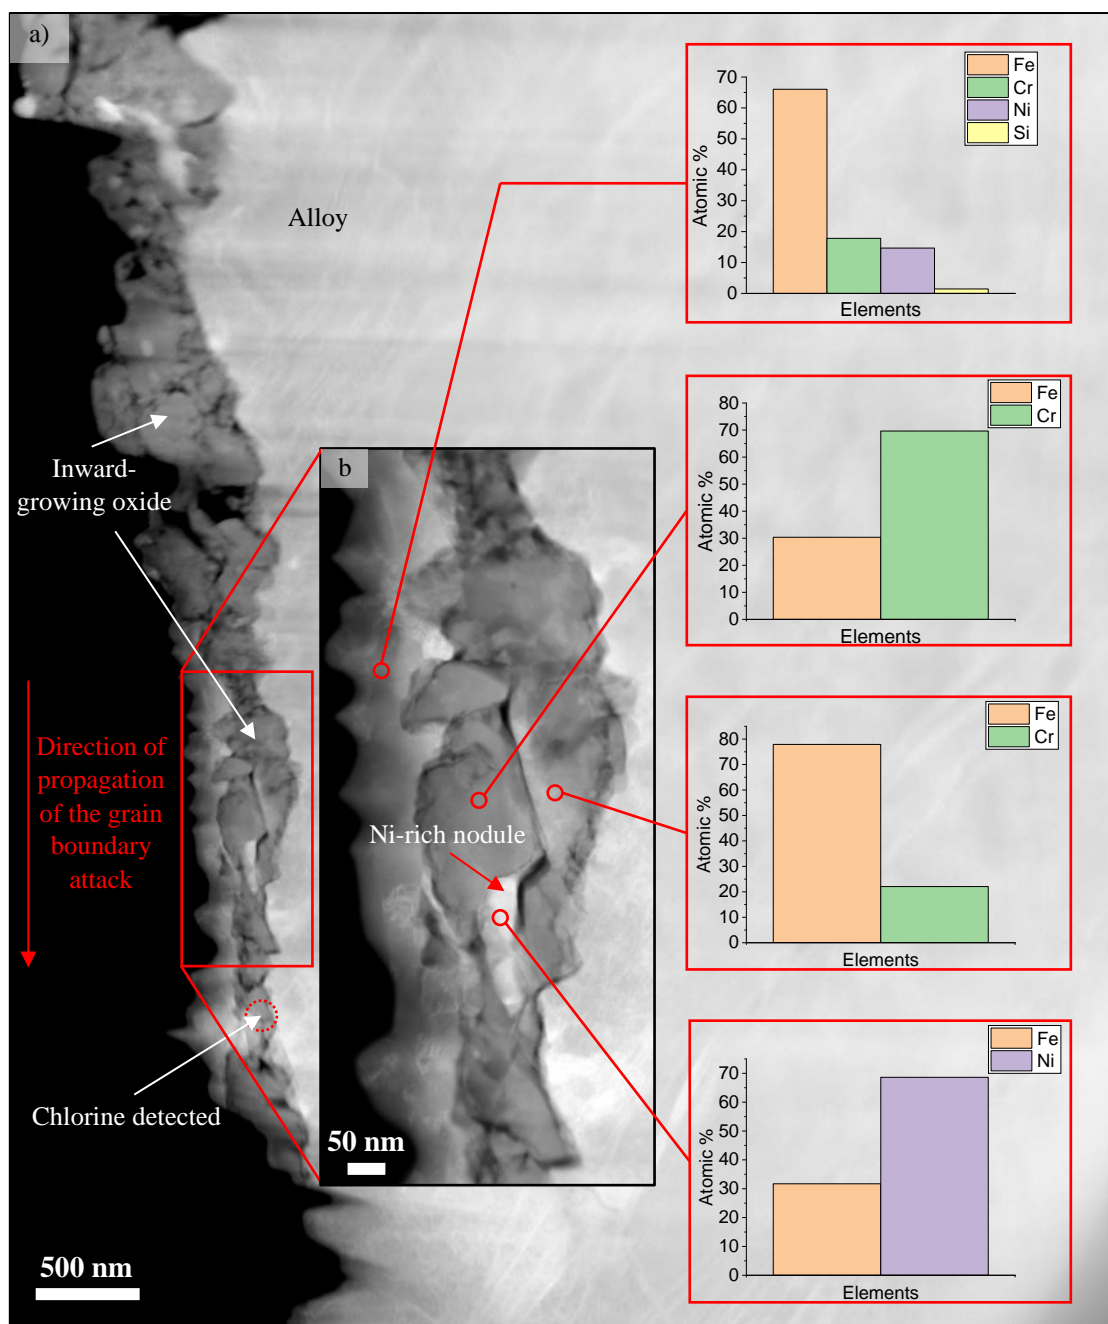 a)
Alloy
Inward-
growing oxide
Direction of
propagation
of the grain
boundary
attack
Chlorine detected
500 nm
b
Ni-rich nodule
50 nm
Fe
Cr
Ni
Si
Atomic %
70
60
50
40
30
20
10
0
Elements
Fe
Cr
Atomic %
80
70
60
50
40
30
20
10
0
Elements
Fe
Cr
Atomic %
80
70
60
50
40
30
20
10
0
Elements
Fe
Ni
Atomic %
70
60
50
40
30
20
10
0
Elements